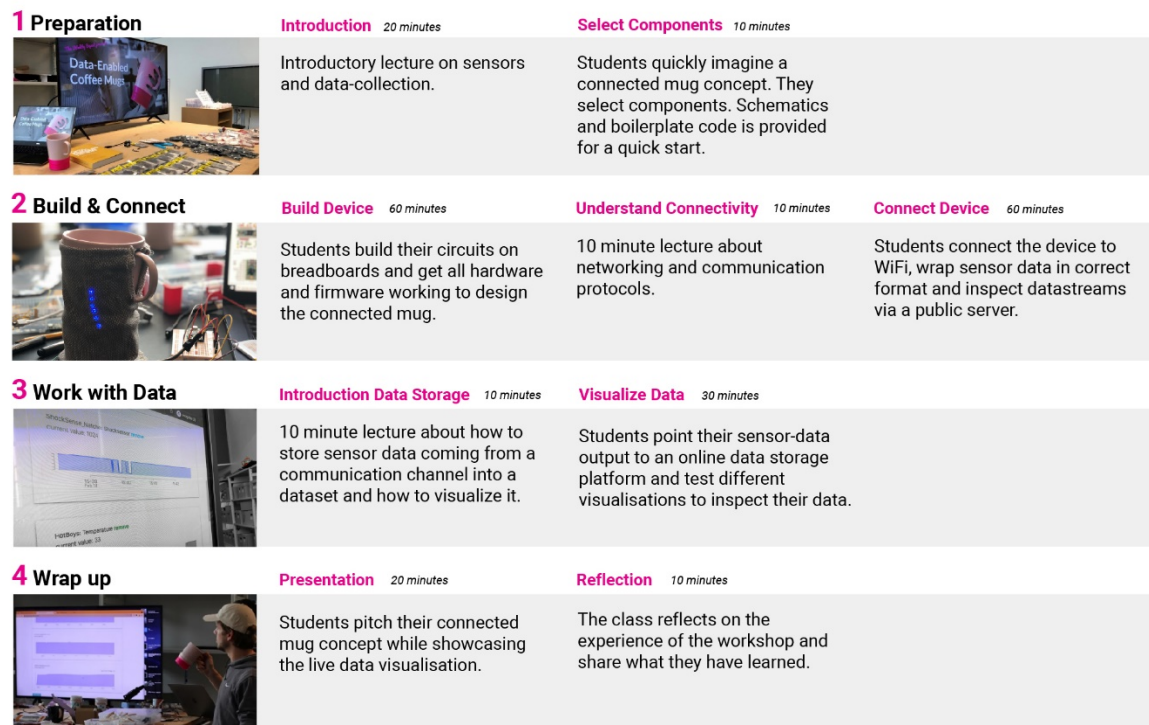 1 Preparation
Introduction 20 minutes
Select Components 10 minutes
Data-Enabled
Coffee Mugs
Introductory lecture on sensors
and data-collection.
Students quickly imagine a
connected mug concept. They
select components. Schematics
and boilerplate code is provided
for a quick start.
2 Build & Connect
Build Device 60 minutes
Understand Connectivity 10 minutes
Connect Device 60 minutes
Students build their circuits on
breadboards and get all hardware
and firmware working to design
the connected mug.
10 minute lecture about
networking and communication
protocols.
Students connect the device to
WiFi, wrap sensor data in correct
format and inspect datastreams
via a public server.
3 Work with Data
Introduction Data Storage 10 minutes
Visualize Data 30 minutes
HotBoys: Temperature remove
current value: 33
10 minute lecture about how to
store sensor data coming from a
communication channel into a
dataset and how to visualize it.
Students point their sensor-data
output to an online data storage
platform and test different
visualisations to inspect their data.
4 Wrap up
Presentation 20 minutes
Reflection 10 minutes
Students pitch their connected
mug concept while showcasing
the live data visualisation.
The class reflects on the
experience of the workshop and
share what they have learned.